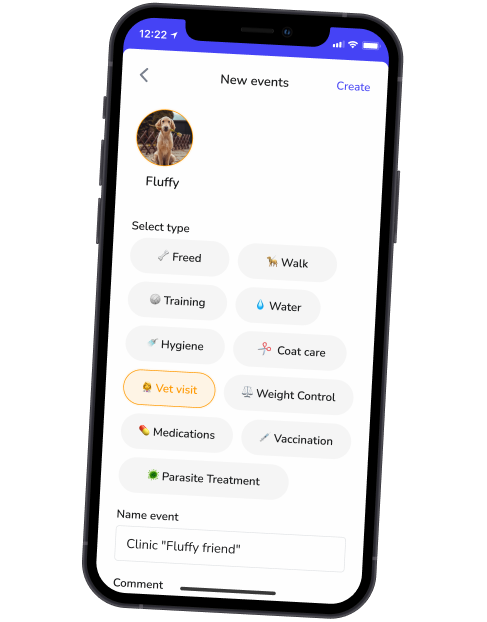 12:22
New events
Create
Fluffy
Select type
Freed
Walk
Training
Water
Hygiene
Coat care
Vet visit
Weight Control
Medications
Vaccination
Parasite Treatment
Name event
Clinic "Fluffy friend"
Comment